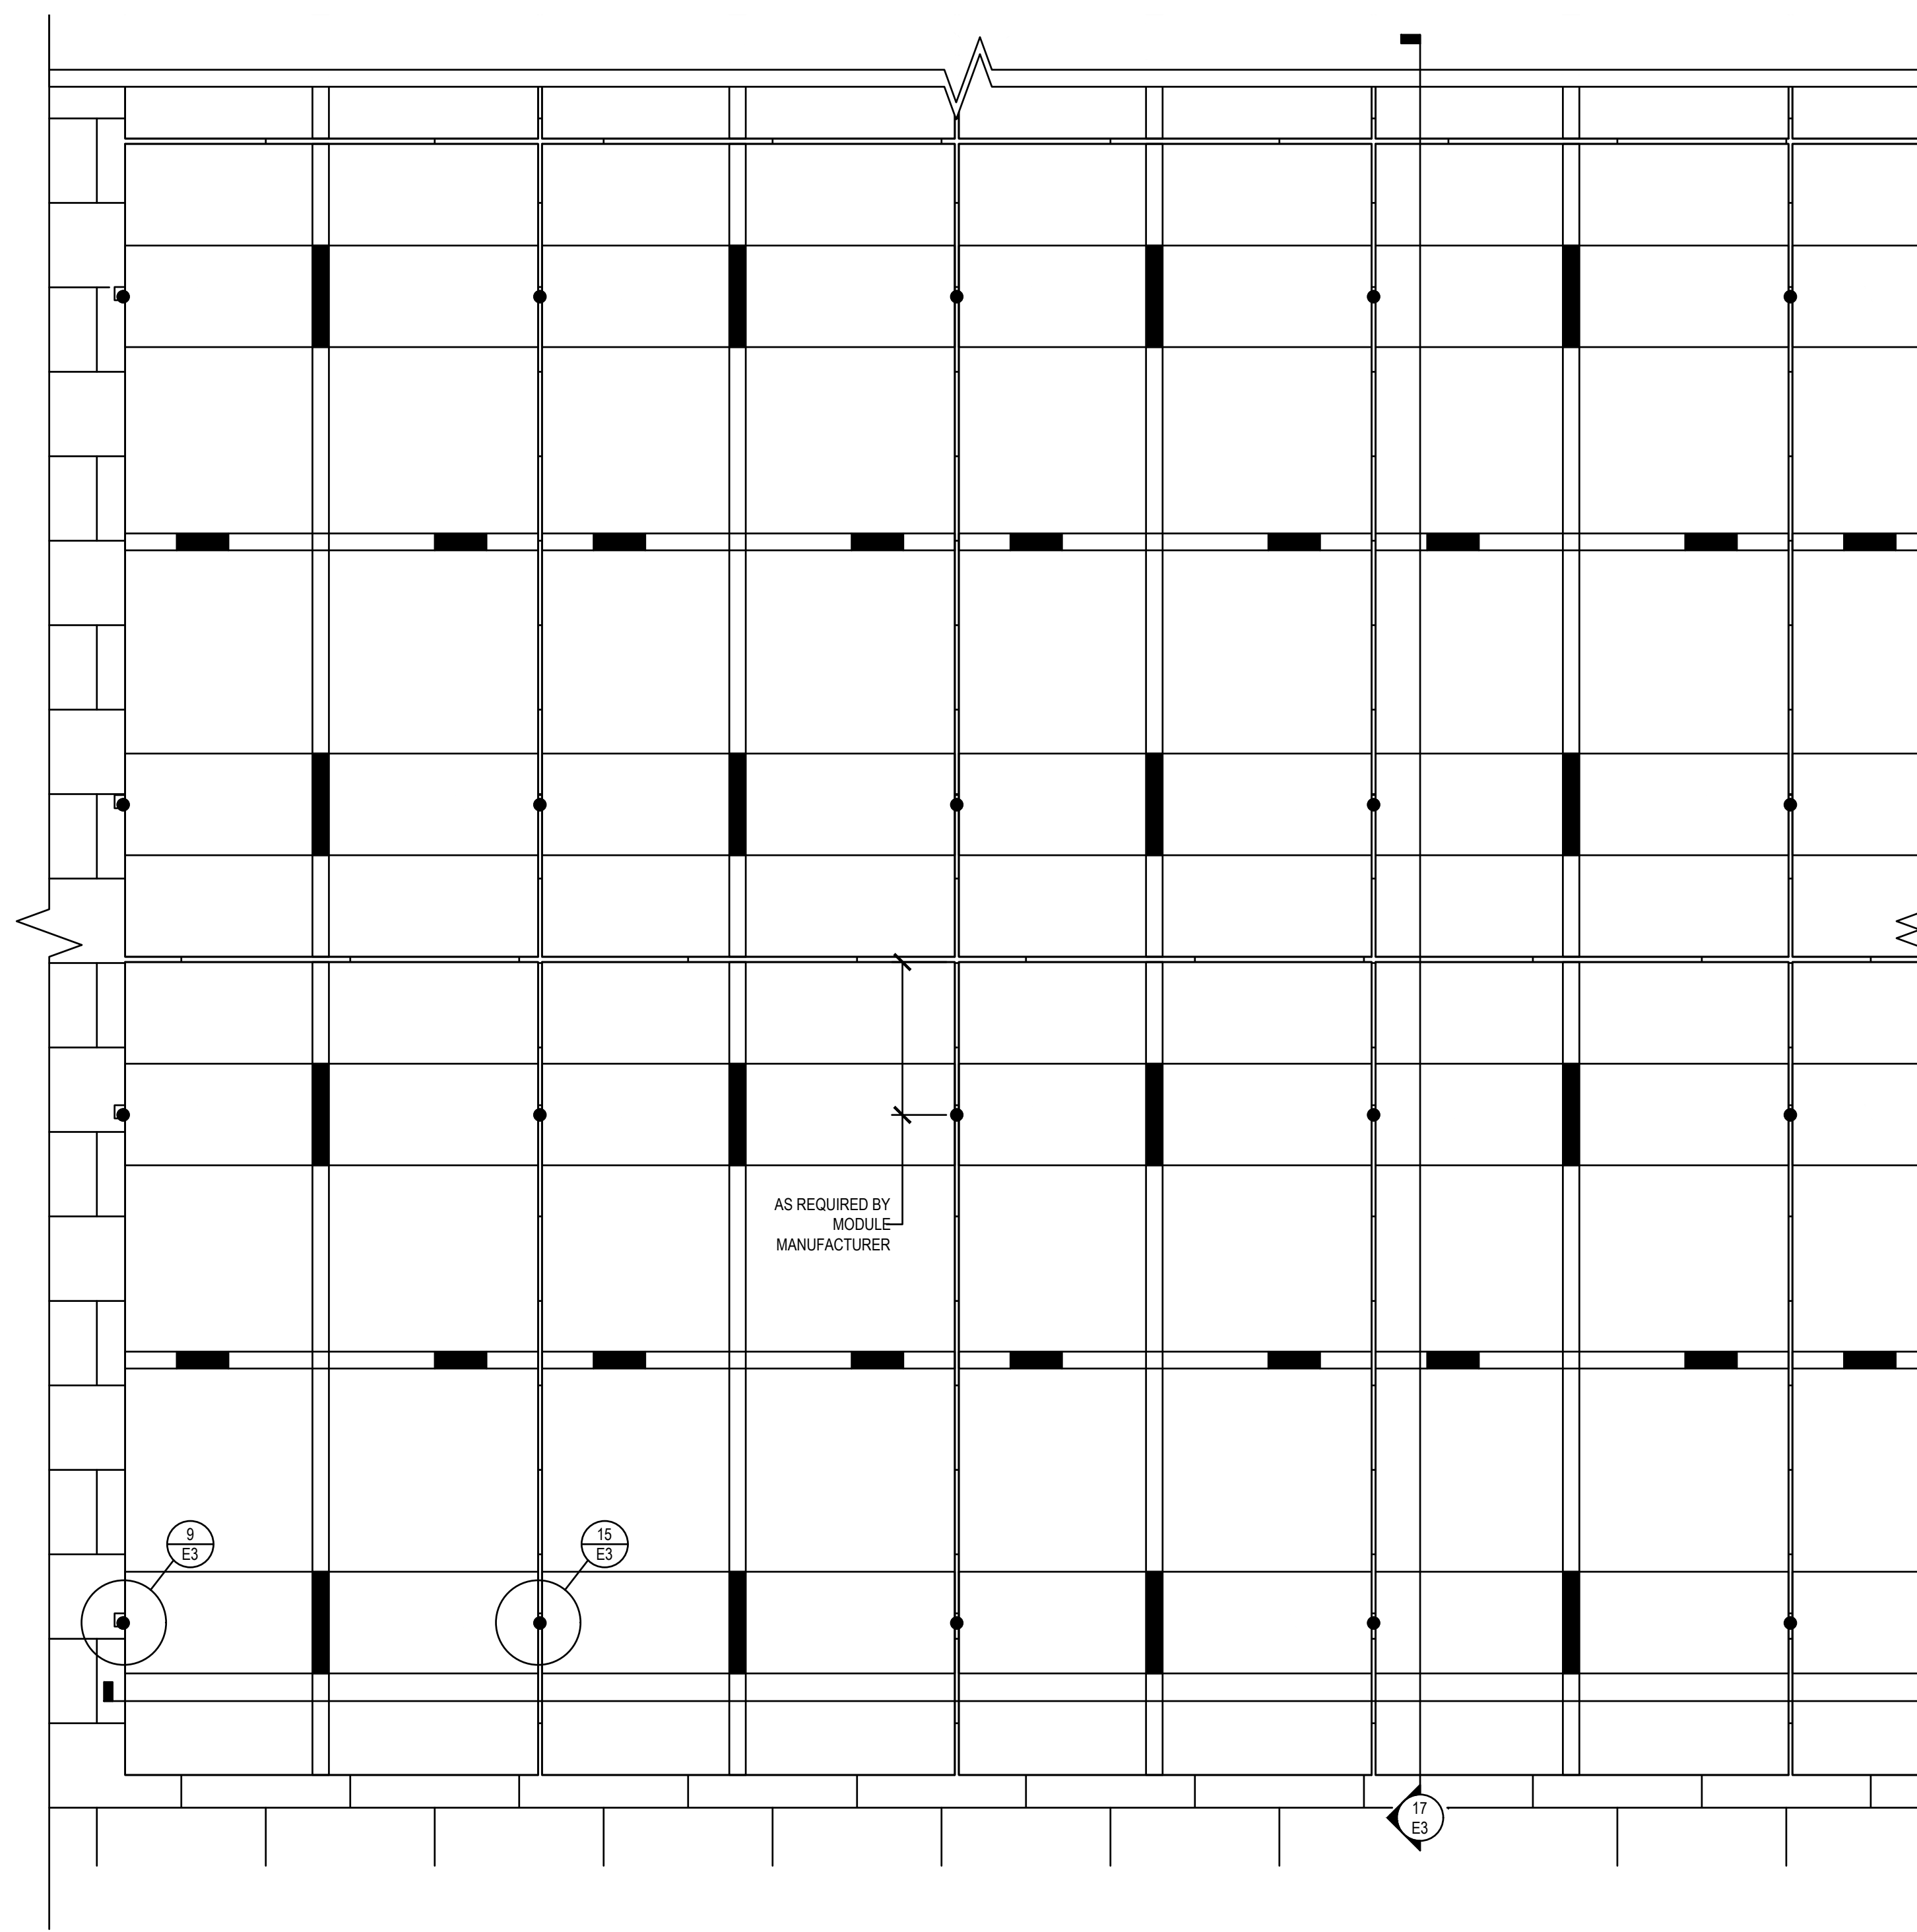 AS REQUIRED BY
MODULE
MANUFACTURER
9
E3
15
E3
17
E3